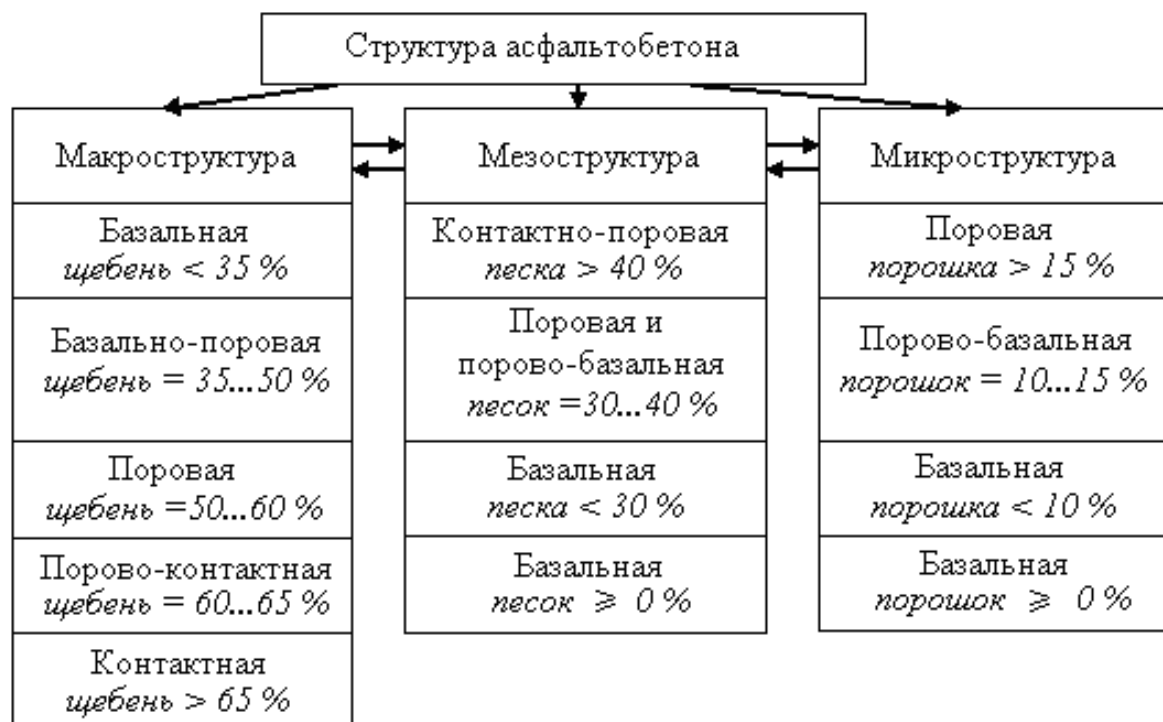 Структура асфальтобетона
Макроструктура
Базальная
щебень < 35 %
Базально-поровая
щебень = 35...50 %
Поровая
щебень =50...60 %
Порово-контактная
щебень = 60...65 %
Контактная
щебень > 65 %
Мезоструктура
Контактно-поровая
песка > 40 %
Поровая и
порово-базальная
песок =30...40 %
Базальная
песка < 30 %
Базальная
песок ⩾ 0 %
Микроструктура
Поровая
порошка > 15 %
Порово-базальная
порошок = 10...15 %
Базальная
порошка < 10 %
Базальная
порошок ⩾ 0 %